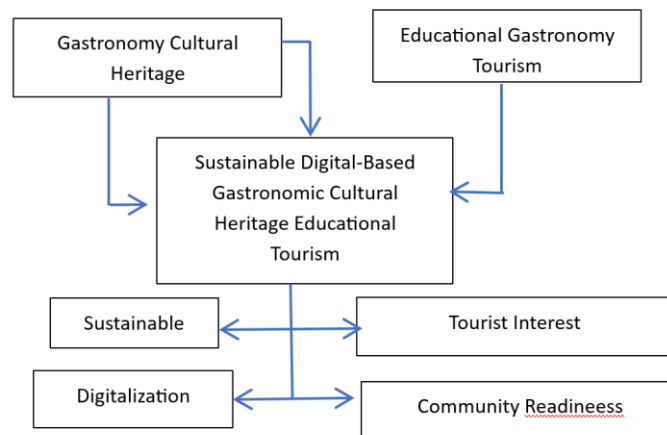 Gastronomy Cultural
Heritage
Educational Gastronomy
Tourism
Sustainable Digital-Based
Gastronomic Cultural
Heritage Educational
Tourism
Sustainable
Tourist Interest
Digitalization
Community Readineess